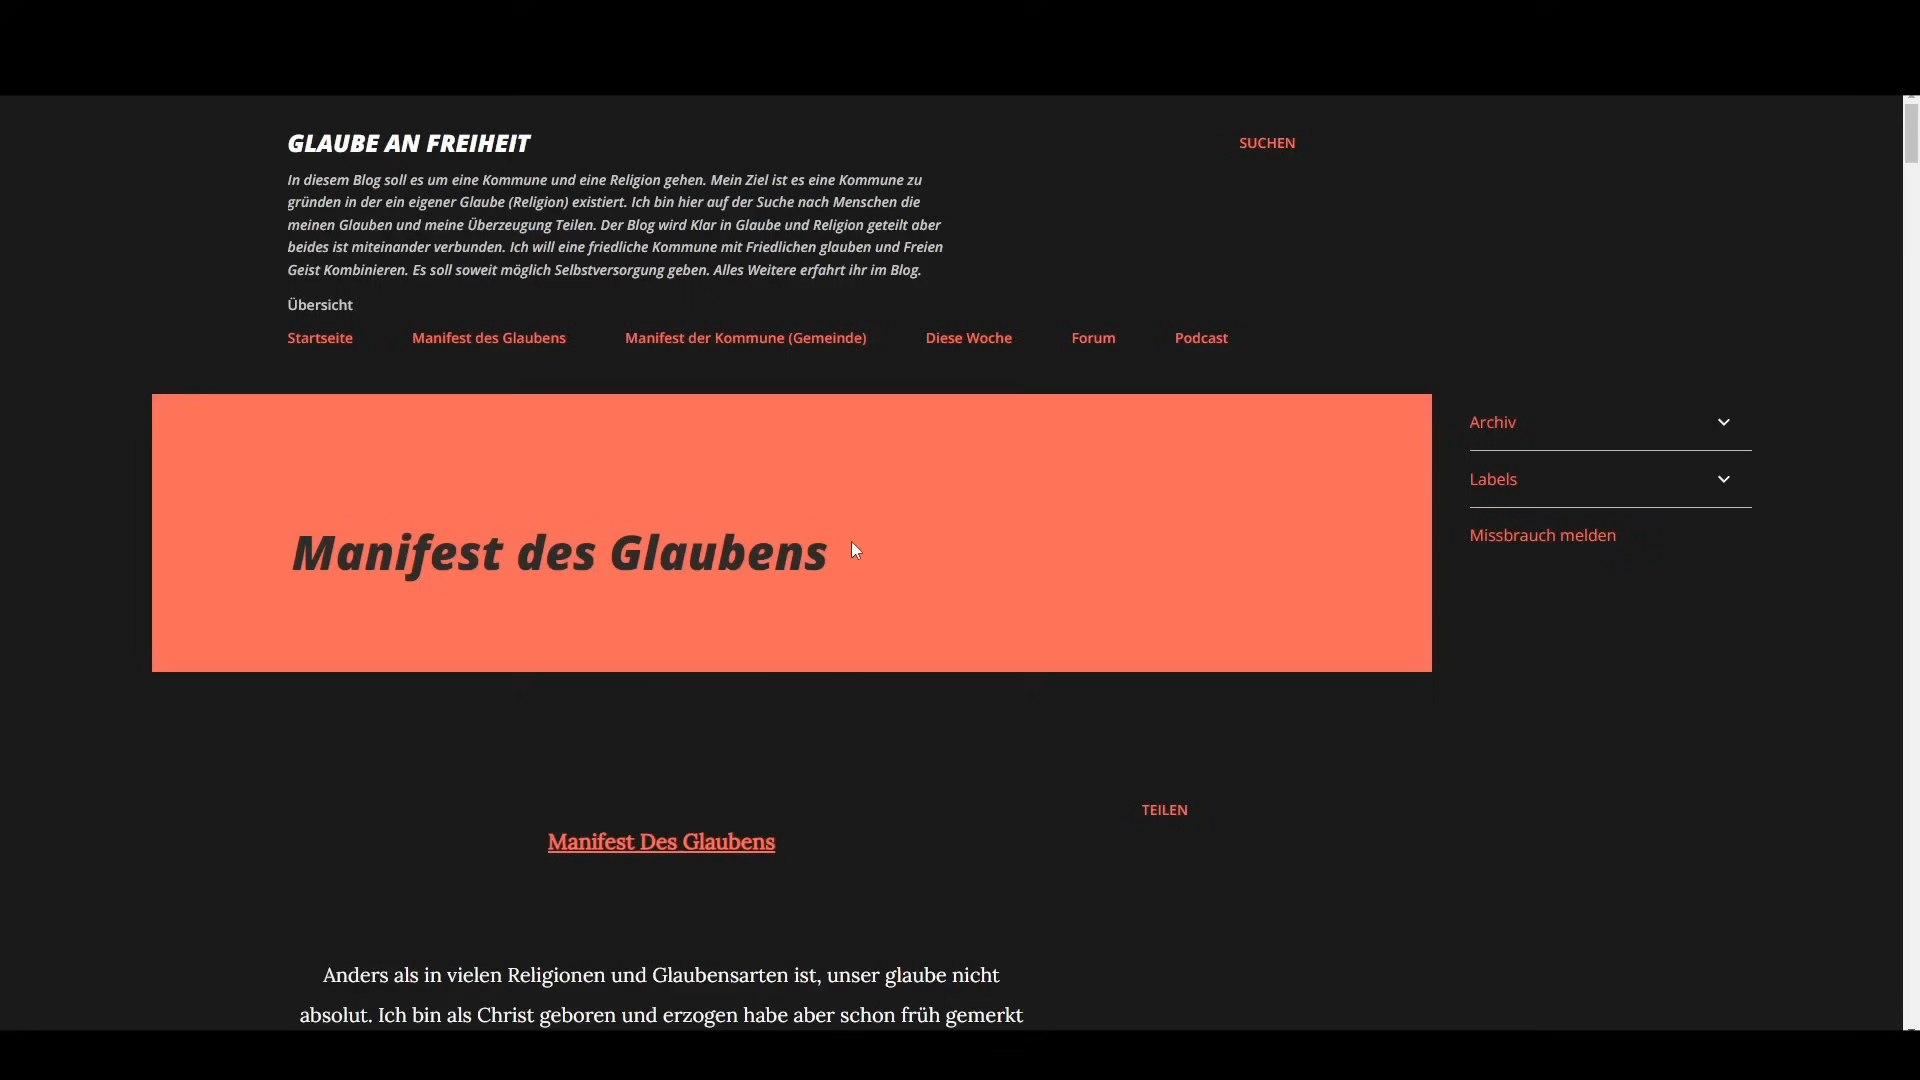 GLAUBE AN FREIHEIT
SUCHEN
In diesem Blog soll es um eine Kommune und eine Religion gehen. Mein Ziel ist es eine Kommune zu
gründen in der ein eigener Glaube (Religion) existiert. Ich bin hier auf der Suche nach Menschen die
meinen Glauben und meine Überzeugung Teilen. Der Blog wird Klar in Glaube und Religion geteilt aber
beides ist miteinander verbunden. Ich will eine friedliche Kommune mit Friedlichen glauben und Freien
Geist Kombinieren. Es soll soweit möglich Selbstversorgung geben. Alles Weitere erfahrt ihr im Blog.
Übersicht
Startseite Manifest des Glaubens Manifest der Kommune (Gemeinde) Diese Woche Forum Podcast
Archiv
Labels
Missbrauch melden
Manifest des Glaubens
TEILEN
Manifest Des Glaubens
Anders als in vielen Religionen und Glaubensarten ist, unser glaube nicht
absolut. Ich bin als Christ geboren und erzogen habe aber schon früh gemerkt